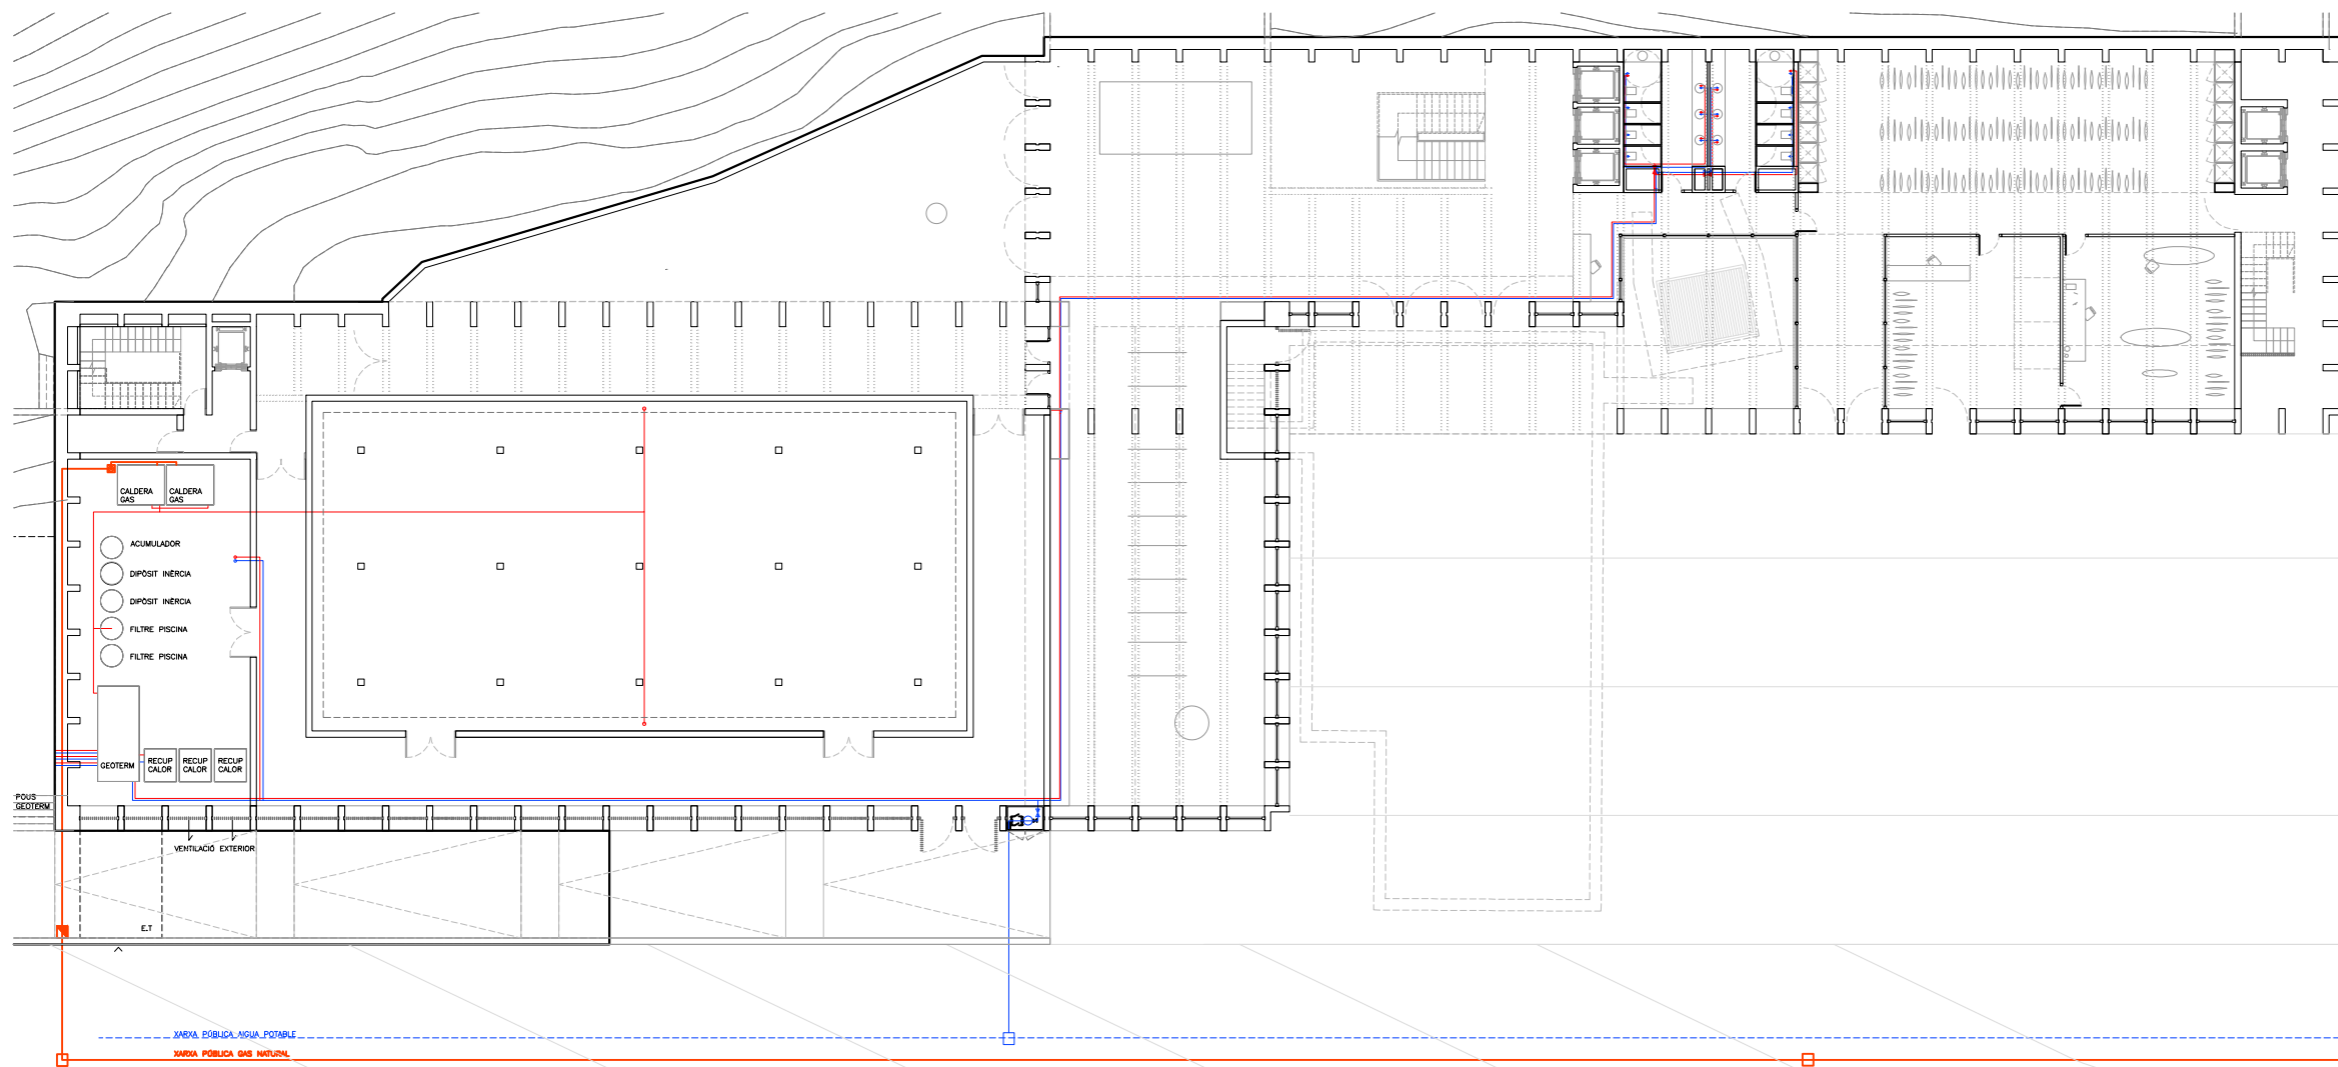 CALDERA
GAS
CALDERA
GAS
ACUMULADOR
DIPÒSIT INÈRCIA
DIPÒSIT INÈRCIA
FILTRE PISCINA
FILTRE PISCINA
GEOTERM
RECUP
CALOR
RECUP
CALOR
RECUP
CALOR
POUS
GEOTERM
VENTILACIÓ EXTERIOR
E.T
XARXA PÚBLICA AIGUA POTABLE
XARXA PÚBLICA GAS NATURAL